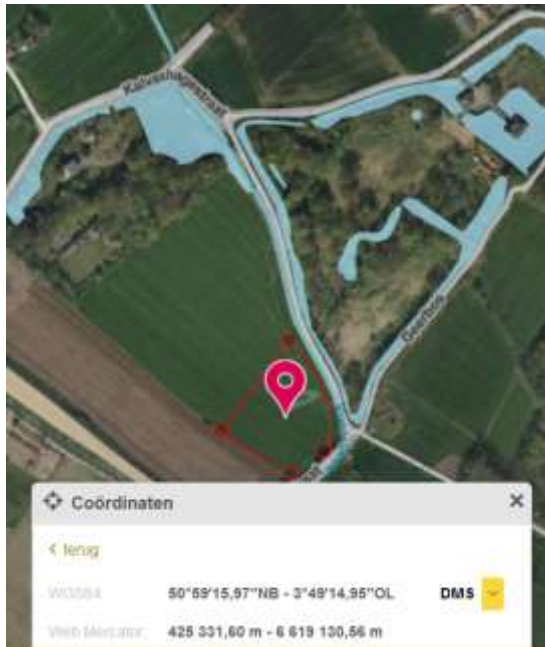 Kalvashagestraat
Geerbos
Coördinaten
< terug
WGS84 50°59'15,97"NB - 3°49'14,95"OL DMS
Web Mercator: 425 331,60 m - 6 619 130,56 m